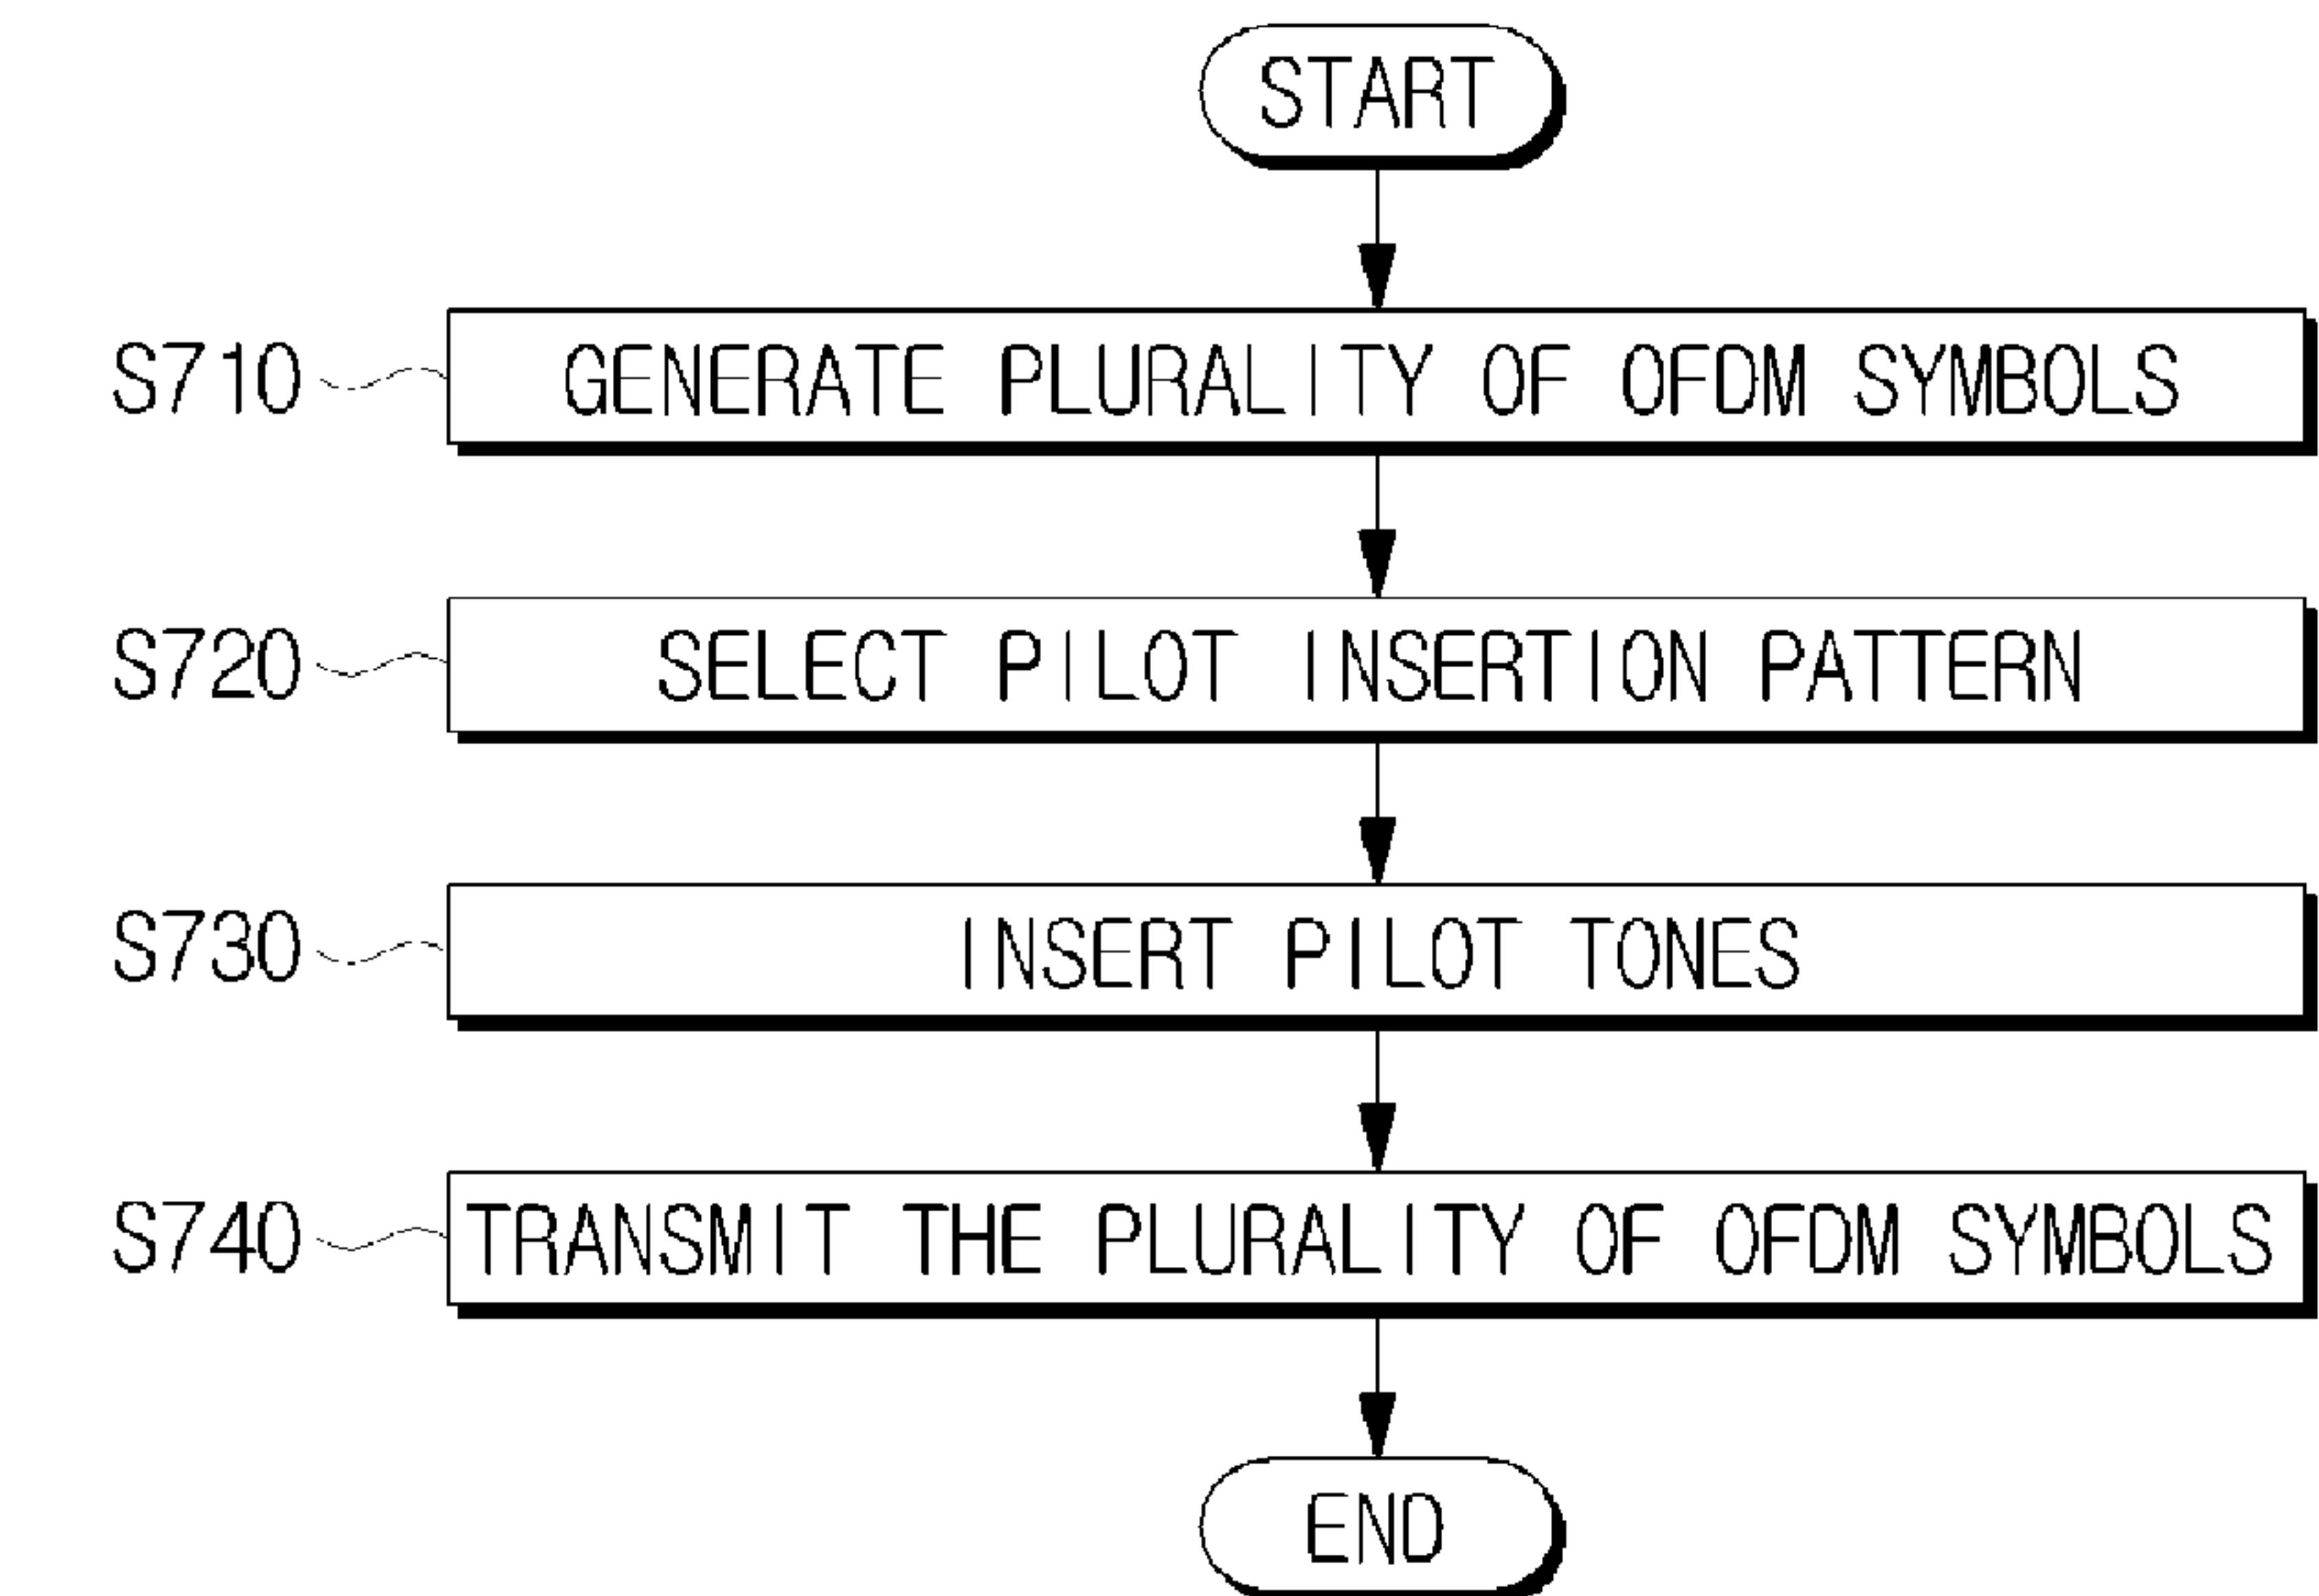 START
S710 GENERATE PLURALITY OF OFDM SYMBOLS
S720 SELECT PILOT INSERTION PATTERN
S730 INSERT PILOT TONES
S740 TRANSMIT THE PLURALITY OF OFDM SYMBOLS
END